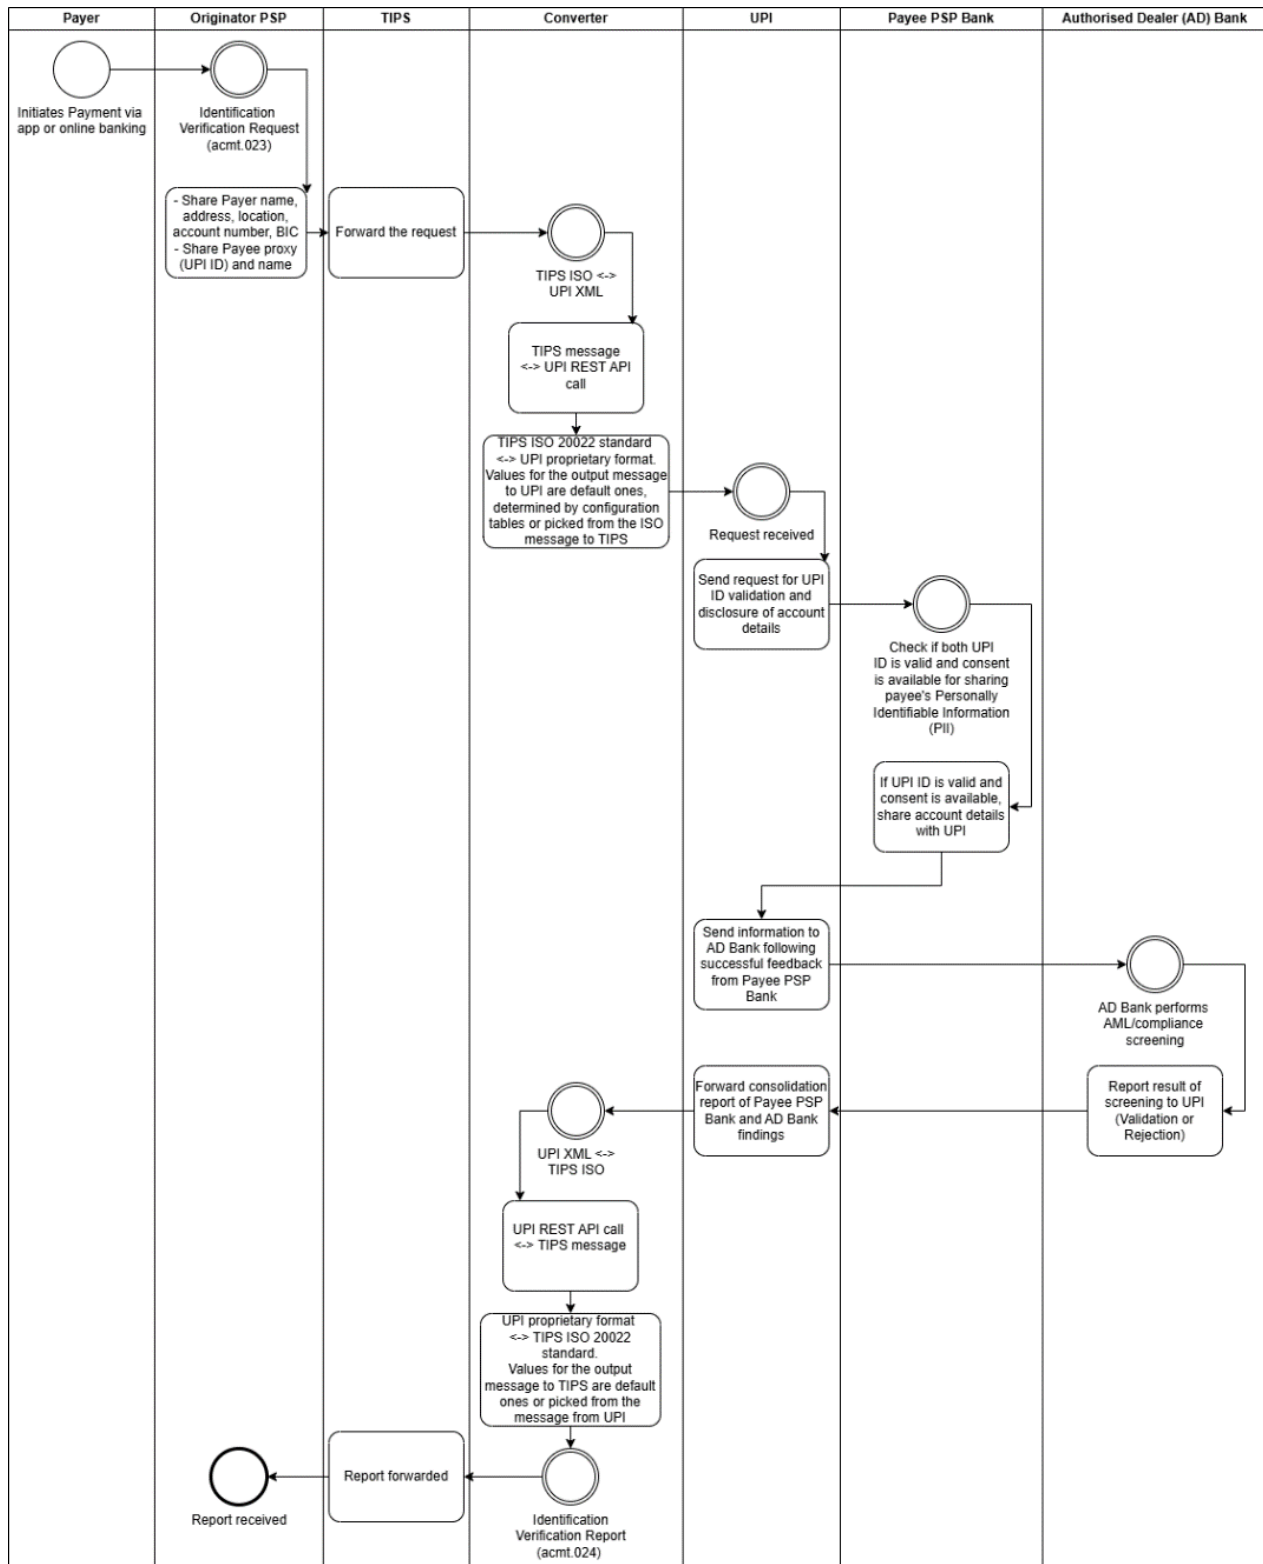 Payer
Originator PSP
TIPS
Converter
UPI
Payee PSP Bank
Authorised Dealer (AD) Bank
Initiates Payment via
app or online banking
Identification
Verification Request
(acmt.023)
- Share Payer name,
address, location,
account number, BIC
- Share Payee proxy
(UPI ID) and name
Forward the request
TIPS ISO <->
UPI XML
TIPS message
<-> UPI REST API
call
TIPS ISO 20022 standard
<-> UPI proprietary format.
Values for the output message
to UPI are default ones,
determined by configuration
tables or picked from the ISO
message to TIPS
Request received
Send request for UPI
ID validation and
disclosure of account
details
Check if both UPI
ID is valid and consent
is available for sharing
payee's Personally
Identifiable Information
(PII)
If UPI ID is valid and
consent is available,
share account details
with UPI
Send information to
AD Bank following
successful feedback
from Payee PSP
Bank
AD Bank performs
AML/compliance
screening
Report result of
screening to UPI
(Validation or
Rejection)
Forward consolidation
report of Payee PSP
Bank and AD Bank
findings
UPI XML <->
TIPS ISO
UPI REST API call
<-> TIPS message
UPI proprietary format
<-> TIPS ISO 20022
standard.
Values for the output
message to TIPS are default
ones or picked from the
message from UPI
Identification
Verification Report
(acmt.024)
Report forwarded
Report received